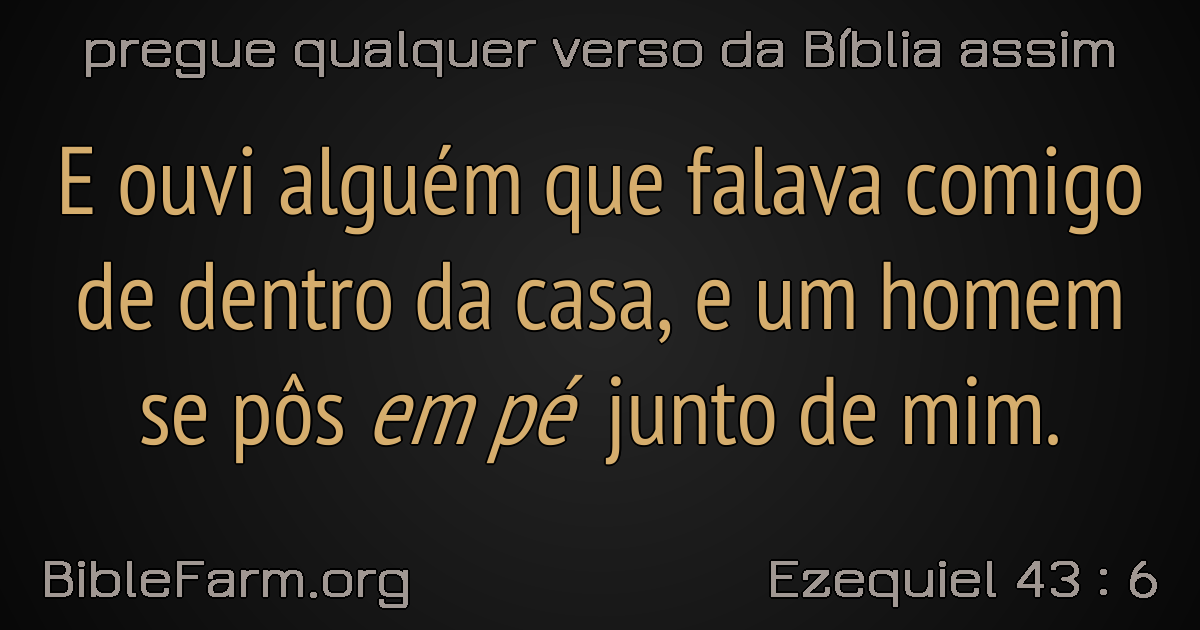 pregue qualquer verso da Bíblia assim
E ouvi alguém que falava comigo
de dentro da casa, e um homem
se pôs em pé junto de mim.
BibleFarm.org
Ezequiel 43 : 6